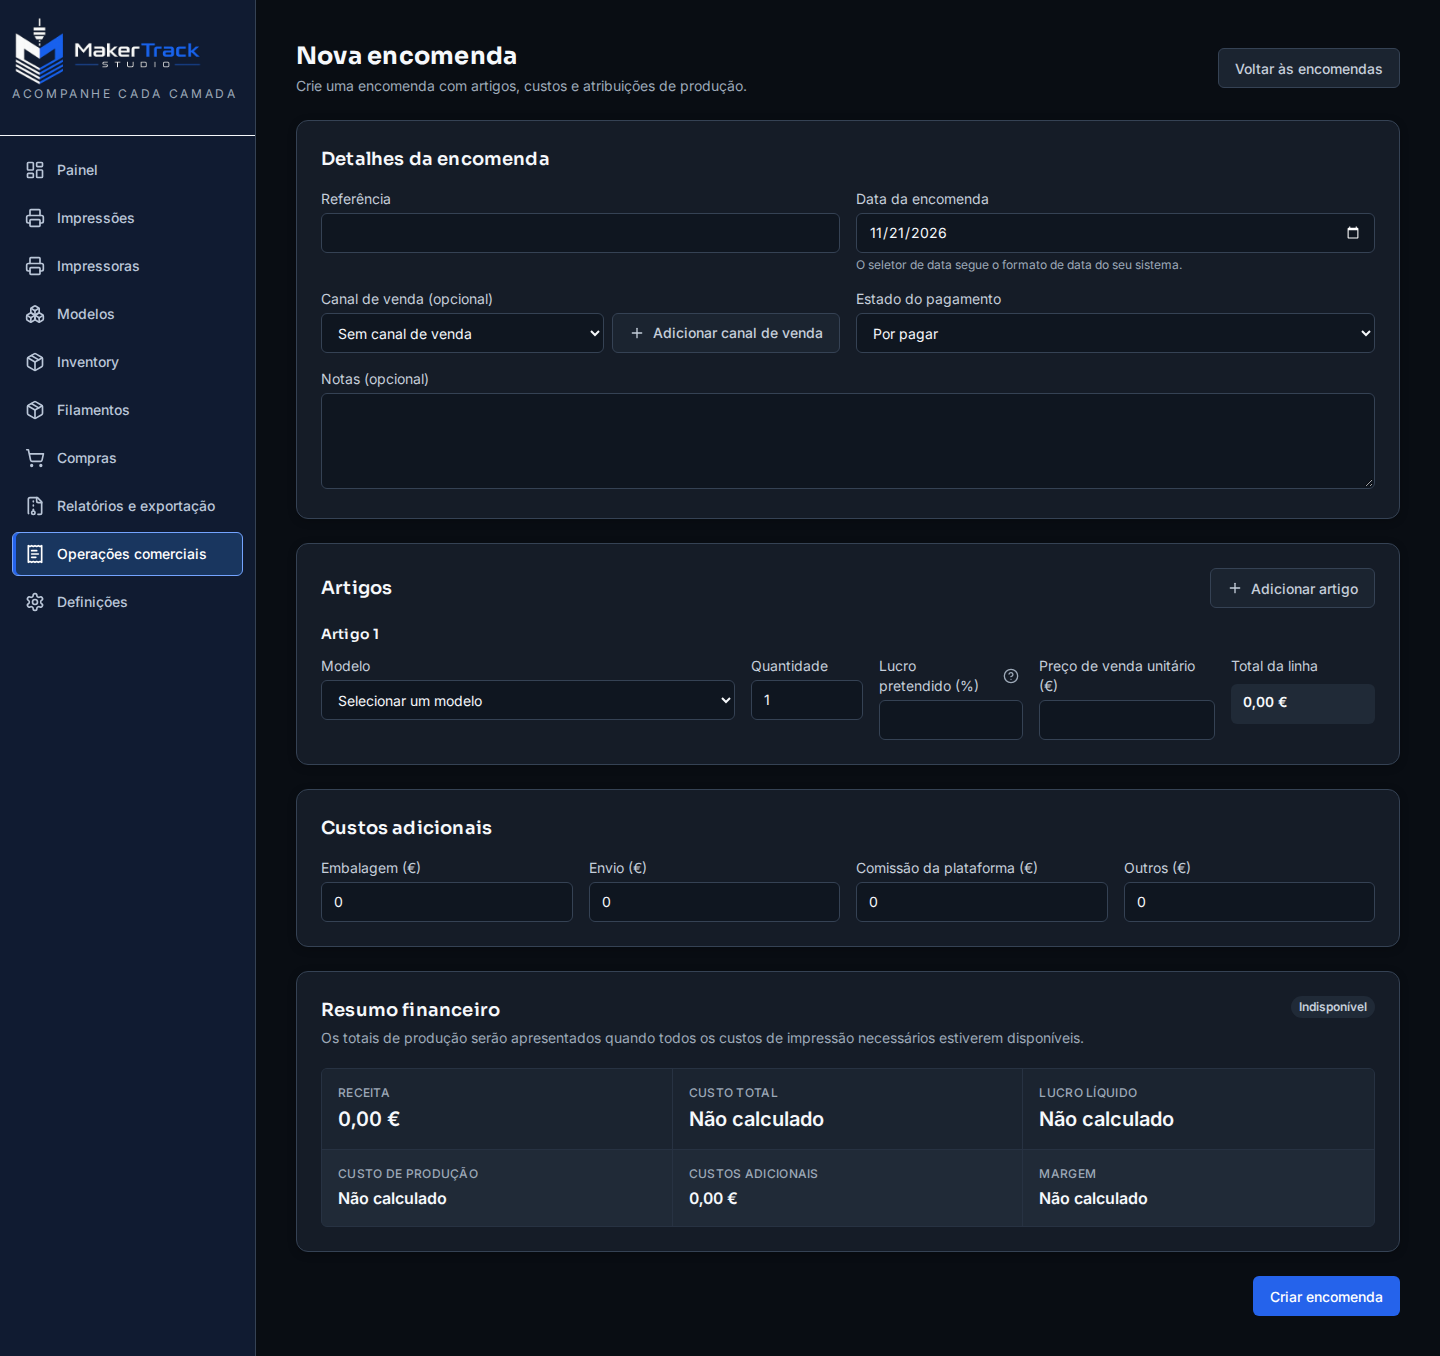 MakerTrack
STUDIO
ACOMPANHE CADA CAMADA
Painel
Impressões
Impressoras
Modelos
Inventory
Filamentos
Compras
Relatórios e exportação
Operações comerciais
Definições
Nova encomenda
Crie uma encomenda com artigos, custos e atribuições de produção.
Voltar às encomendas
Detalhes da encomenda
Referência
Data da encomenda
11/21/2026
O seletor de data segue o formato de data do seu sistema.
Canal de venda (opcional)
Estado do pagamento
Sem canal de venda
Adicionar canal de venda
Por pagar
Notas (opcional)
Artigos
Adicionar artigo
Artigo 1
Modelo
Quantidade
Lucro
pretendido (%)
Preço de venda unitário
(€)
Total da linha
Selecionar um modelo
1
0,00 €
Custos adicionais
Embalagem (€)
Envio (€)
Comissão da plataforma (€)
Outros (€)
0
0
0
0
Resumo financeiro
Indisponível
Os totais de produção serão apresentados quando todos os custos de impressão necessários estiverem disponíveis.
RECEITA
0,00 €
CUSTO TOTAL
Não calculado
LUCRO LÍQUIDO
Não calculado
CUSTO DE PRODUÇÃO
Não calculado
CUSTOS ADICIONAIS
0,00 €
MARGEM
Não calculado
Criar encomenda